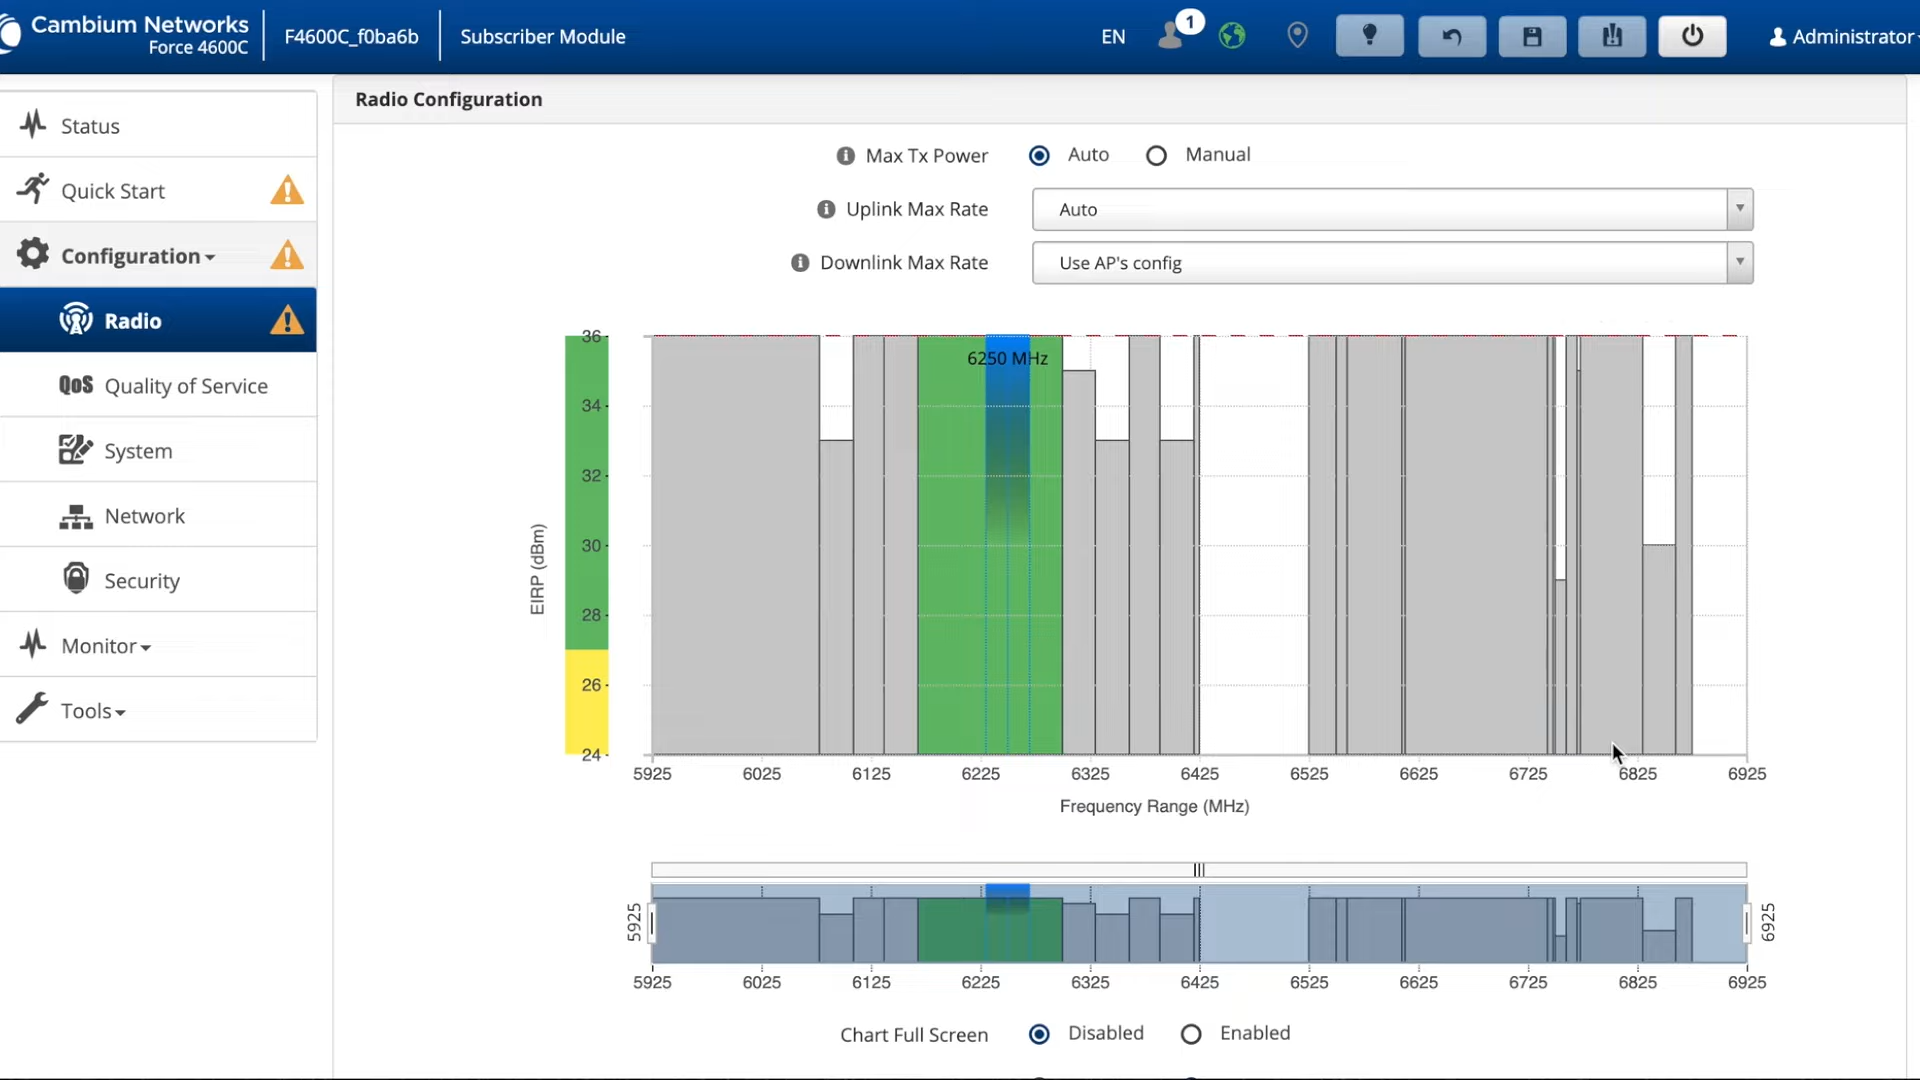 Cambium Networks
Force 4600C
F4600C_f0ba6b
Subscriber Module
EN
1
Administrator
Status
Quick Start
Configuration
Radio
QoS Quality of Service
System
Network
Security
Monitor
Tools
Radio Configuration
Max Tx Power Auto Manual
Uplink Max Rate Auto
Downlink Max Rate Use AP's config
36
34
32
30
28
26
24
EIRP (dBm)
6250 MHz
5925 6025 6125 6225 6325 6425 6525 6625 6725 6825 6925
Frequency Range (MHz)
5925
6925
5925 6025 6125 6225 6325 6425 6525 6625 6725 6825 6925
Chart Full Screen Disabled Enabled